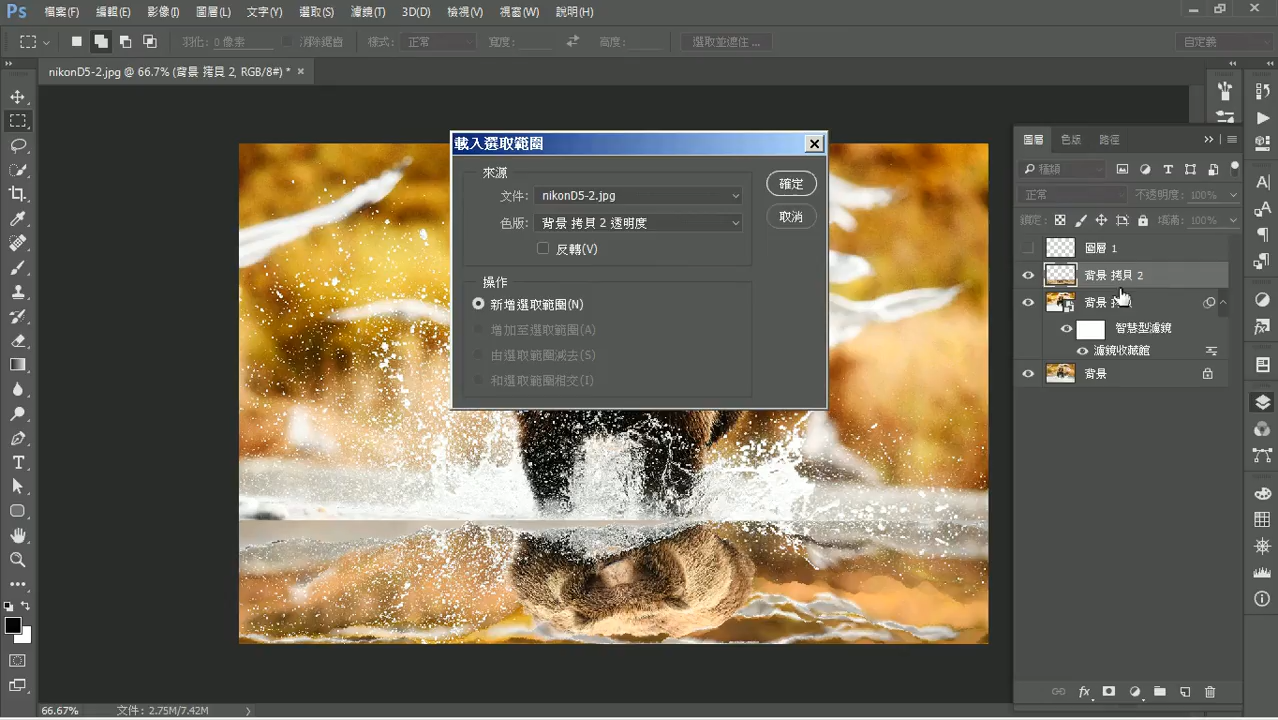 Ps 檔案(F) 編輯(E) 影像(I) 圖層(L) 文字(Y) 選取(S) 濾鏡(T) 3D(D) 檢視(V) 視窗(W) 說明(H)
羽化: 0 像素 消除鋸齒 樣式: 正常 寬度: 高度: 選取並遮住 ... 自定義
nikonD5-2.jpg @ 66.7% (背景 拷貝 2, RGB/8#) *
載入選取範圍
來源
文件: nikonD5-2.jpg
色版: 背景 拷貝 2 透明度
反轉(V)
操作
新增選取範圍(N)
增加至選取範圍(A)
由選取範圍減去(S)
和選取範圍相交(I)
確定
取消
圖層 色版 路徑
種類
正常 不透明度: 100%
鎖定: 填滿: 100%
圖層 1
背景 拷貝 2
背景
智慧型濾鏡
濾鏡收藏館
背景
66.67% 文件: 2.75M/7.42M